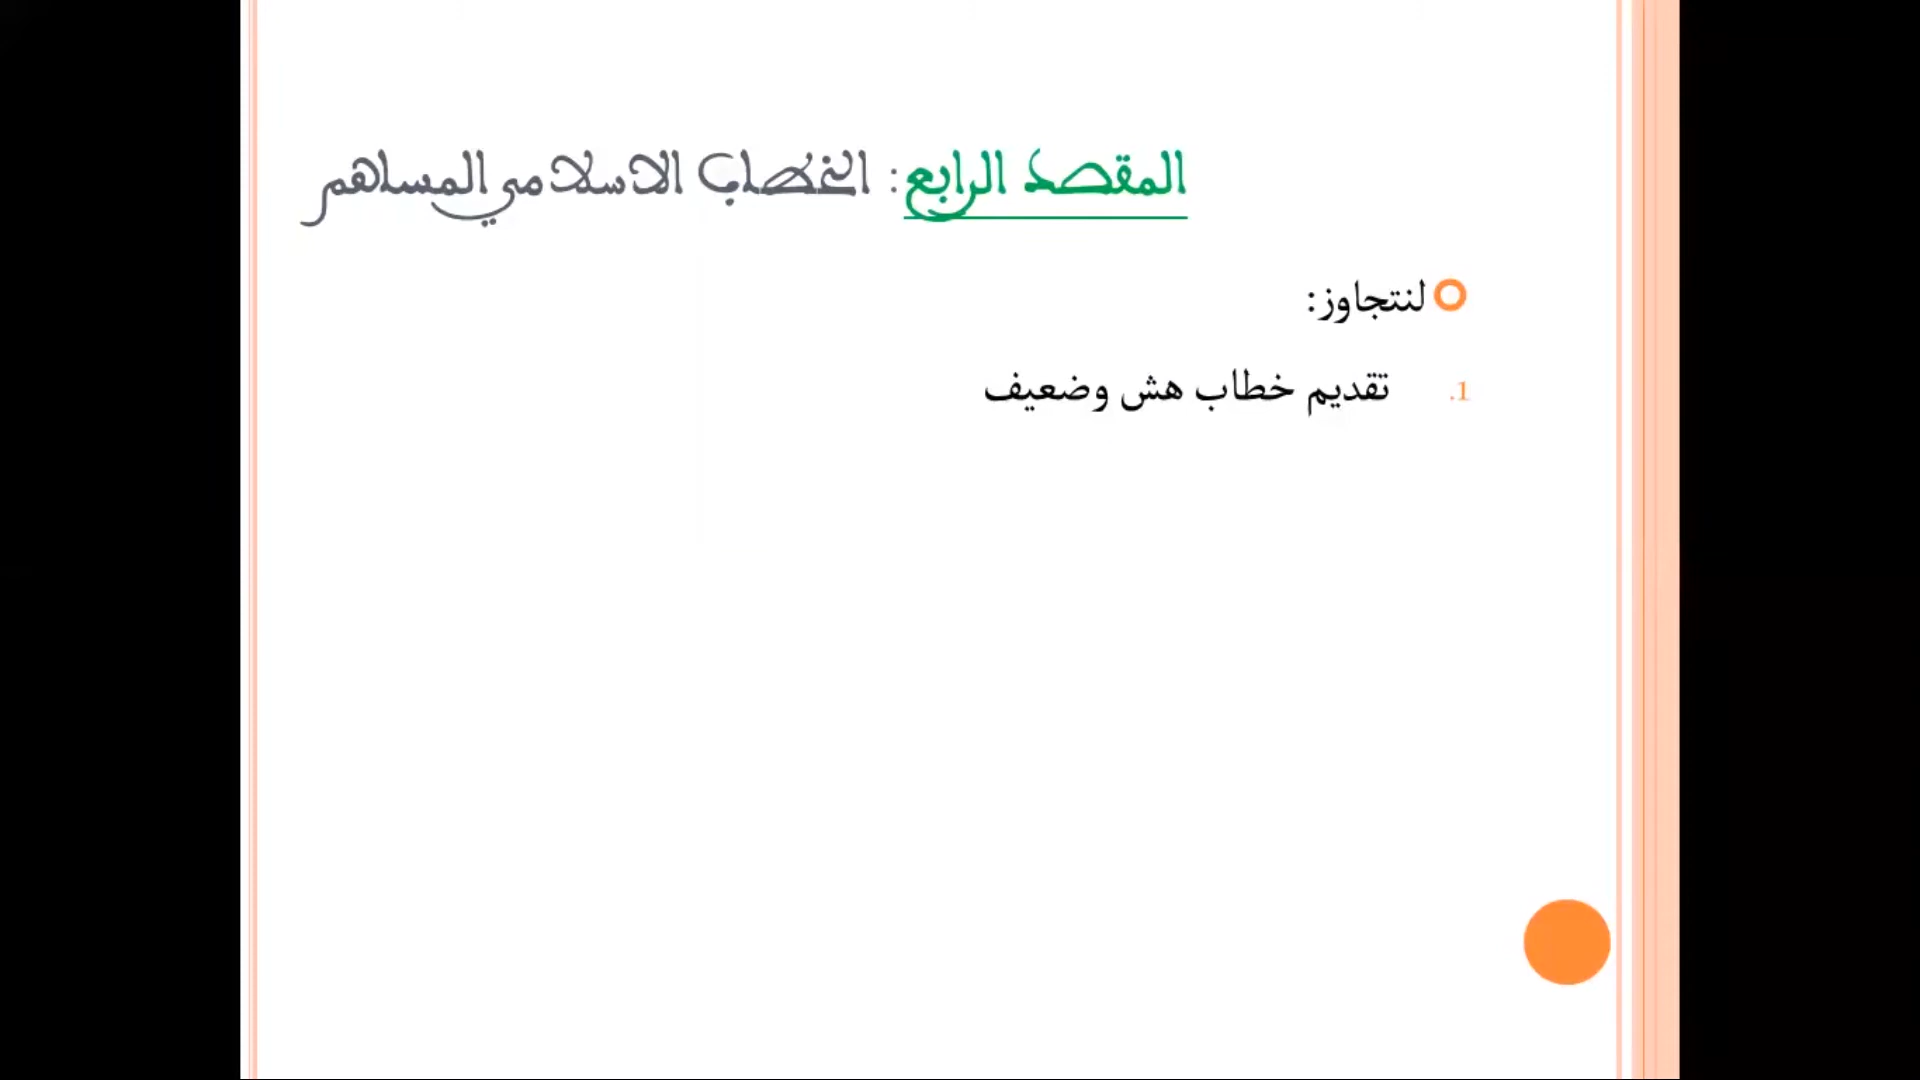 المقصد الرابع: الخطاب الاسلامي المساهم
لنتجاوز:
1. تقديم خطاب هش وضعيف